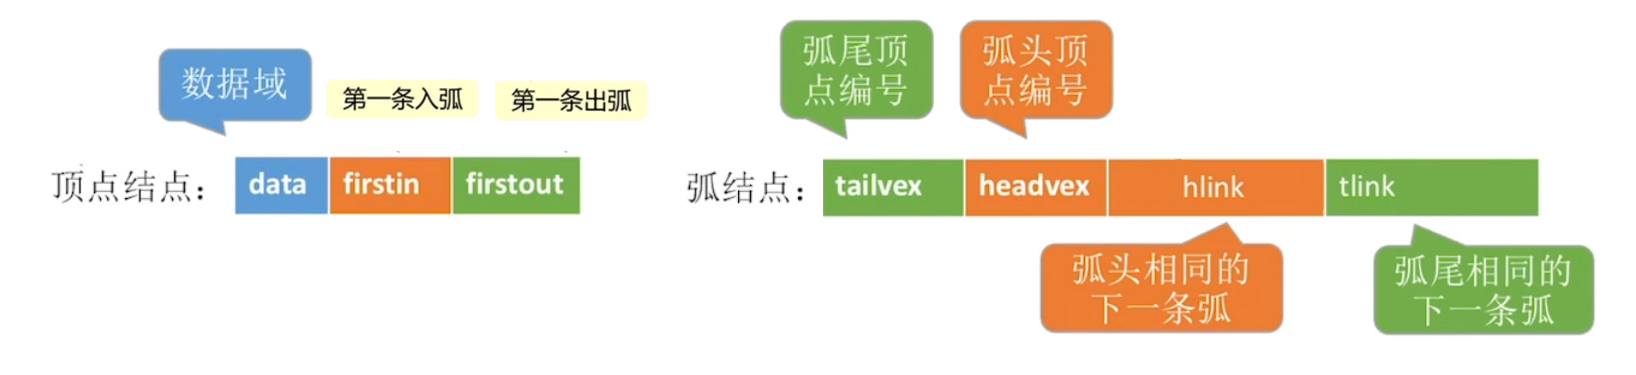 数据域
第一条入弧
第一条出弧
顶点结点：
data
firstin
firstout
弧尾顶
点编号
弧头顶
点编号
弧结点：
tailvex
headvex
hlink
tlink
弧头相同的
下一条弧
弧尾相同的
下一条弧